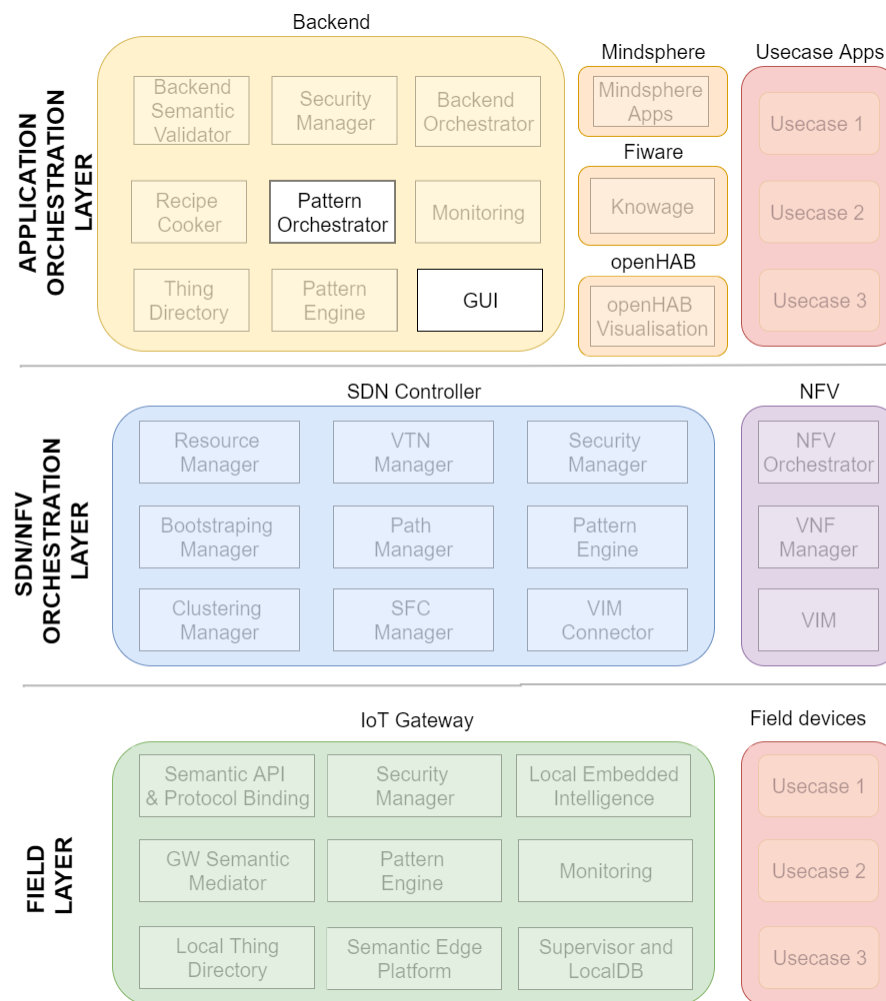 Backend
Mindsphere
Usecase Apps
APPLICATION
ORCHESTRATION
LAYER
Backend
Semantic
Validator
Security
Manager
Backend
Orchestrator
Mindsphere
Apps
Usecase 1
Fiware
Recipe
Cooker
Pattern
Orchestrator
Monitoring
Knowage
Usecase 2
openHAB
Thing
Directory
Pattern
Engine
GUI
openHAB
Visualisation
Usecase 3
SDN Controller
NFV
SDN/NFV
ORCHESTRATION
LAYER
Resource
Manager
VTN
Manager
Security
Manager
NFV
Orchestrator
Bootstraping
Manager
Path
Manager
Pattern
Engine
VNF
Manager
Clustering
Manager
SFC
Manager
VIM
Connector
VIM
IoT Gateway
Field devices
FIELD
LAYER
Semantic API
& Protocol Binding
Security
Manager
Local Embedded
Intelligence
Usecase 1
GW Semantic
Mediator
Pattern
Engine
Monitoring
Usecase 2
Local Thing
Directory
Semantic Edge
Platform
Supervisor and
LocalDB
Usecase 3